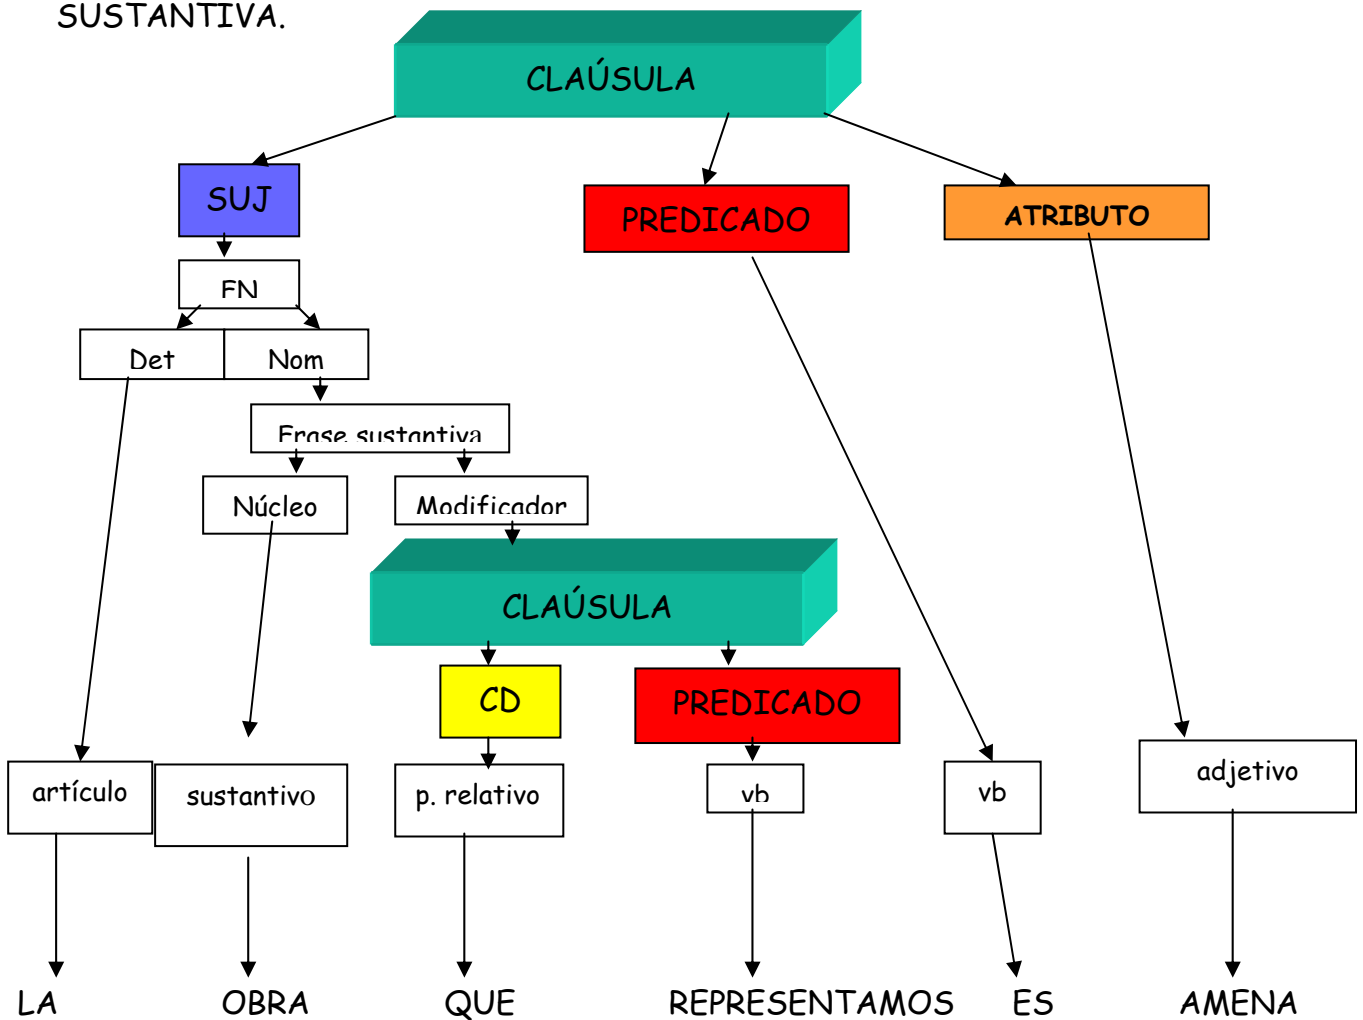 SUSTANTIVA.
CLAÚSULA
SUJ
PREDICADO
ATRIBUTO
FN
Det
Nom
Frase sustantiva
Núcleo
Modificador
CLAÚSULA
CD
PREDICADO
artículo
sustantivo
p. relativo
vb
vb
adjetivo
LA
OBRA
QUE
REPRESENTAMOS
ES
AMENA